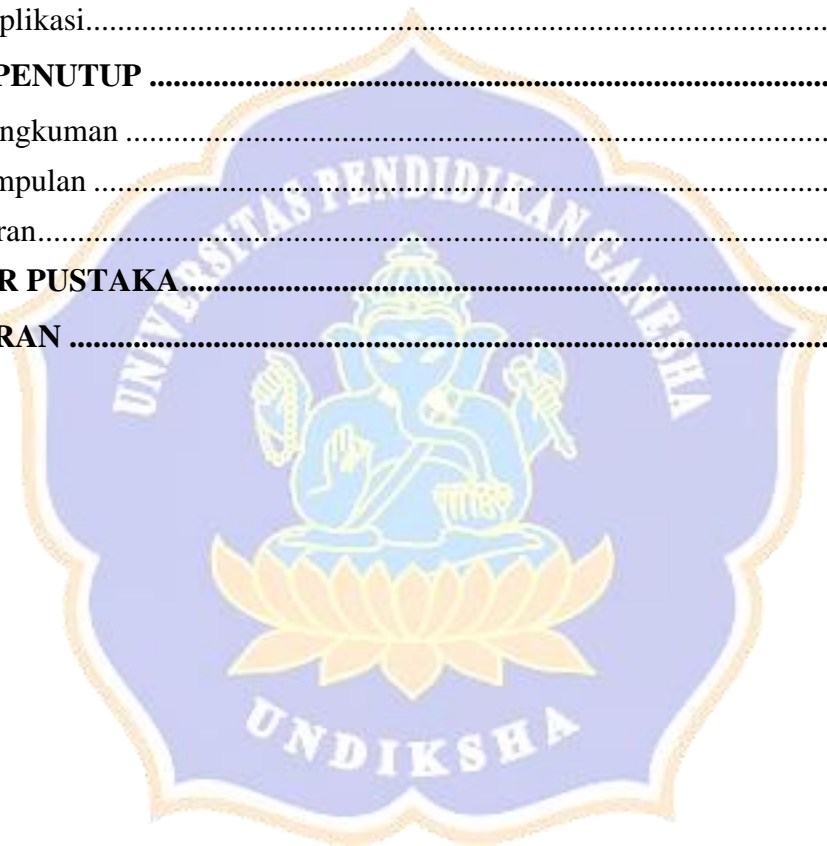 plikasi.....................................................................................................
PENUTUP .............................................................................................
ngkuman ................................................................................................
mpulan ....................................................................................................
ran...........................................................................................................
R PUSTAKA.........................................................................................
RAN ........................................................................................................
UNIVERSITAS PENDIDIKAN GANESHA
UNDIKSHA